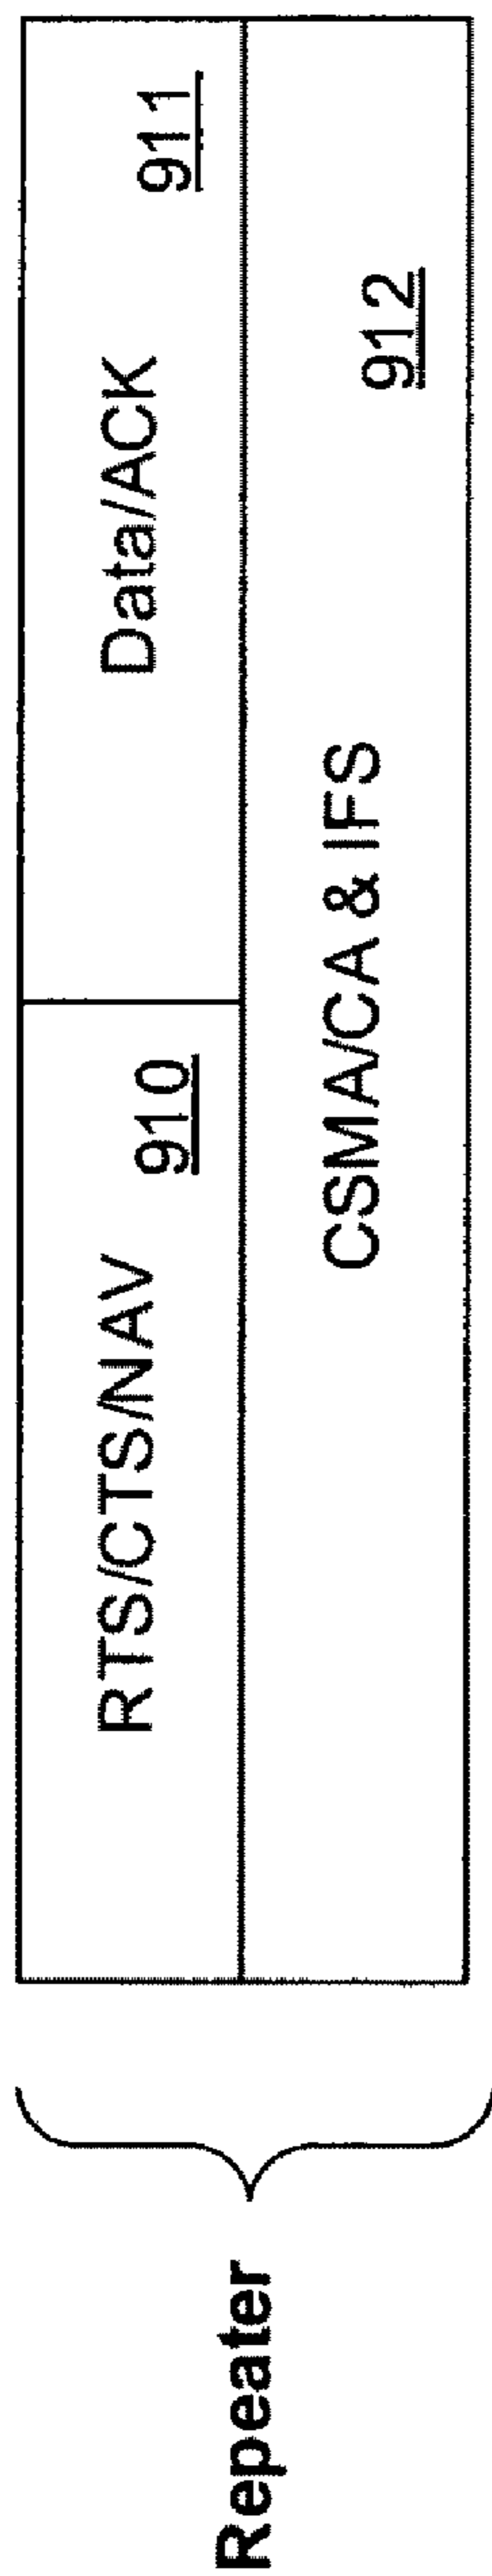 Repeater
RTS/CTS/NAV
910
Data/ACK
911
CSMA/CA & IFS
912